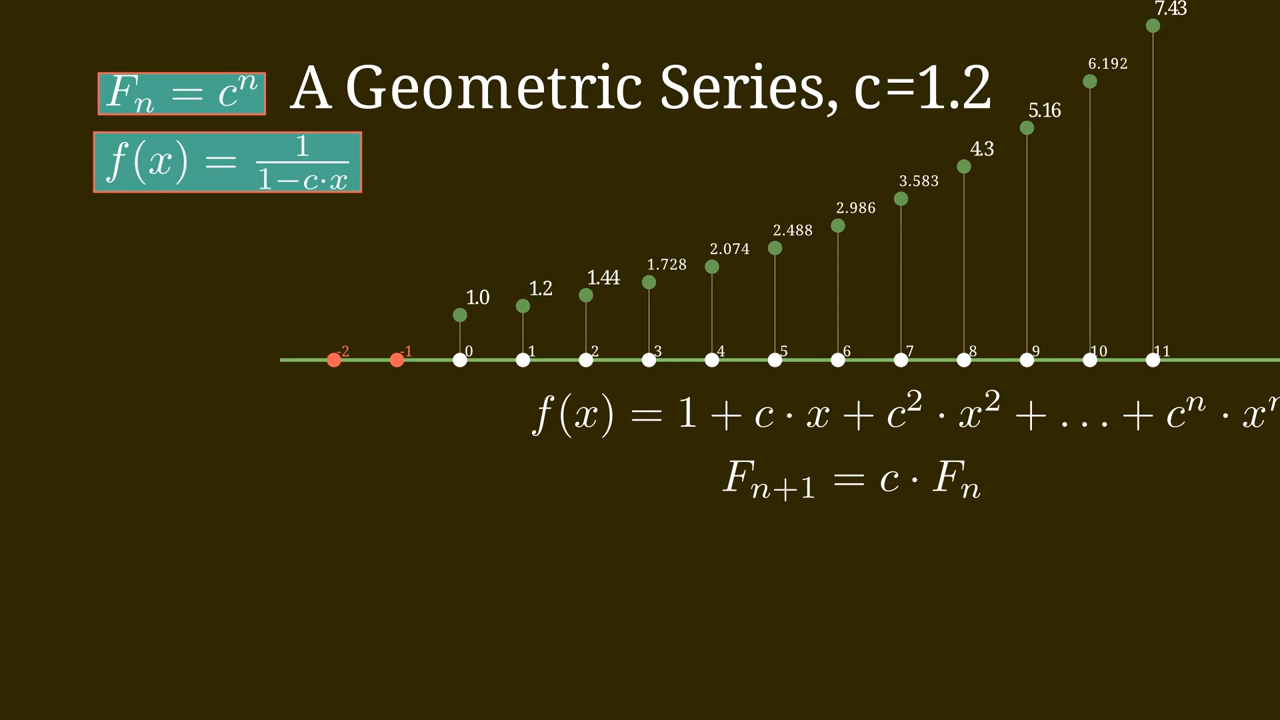 7.43
6.192
F_n = c^n A Geometric Series, c=1.2
5.16
f(x) = \frac{1}{1-c·x}
4.3
3.583
2.986
2.488
2.074
1.728
1.44
1.2
1.0
-2 -1 0 1 2 3 4 5 6 7 8 9 10 11
f(x) = 1 + c · x + c^2 · x^2 + ... + c^n · x^n
F_{n+1} = c · F_n